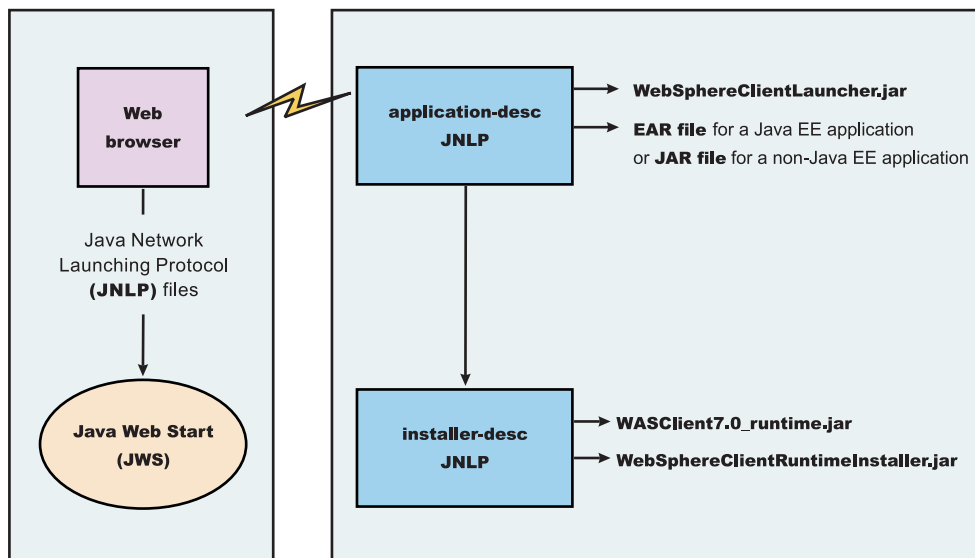 Web
browser
Java Network
Launching Protocol
(JNLP) files
Java Web Start
(JWS)
application-desc
JNLP
WebSphereClientLauncher.jar
EAR file for a Java EE application
or JAR file for a non-Java EE application
installer-desc
JNLP
WASClient7.0_runtime.jar
WebSphereClientRuntimeInstaller.jar